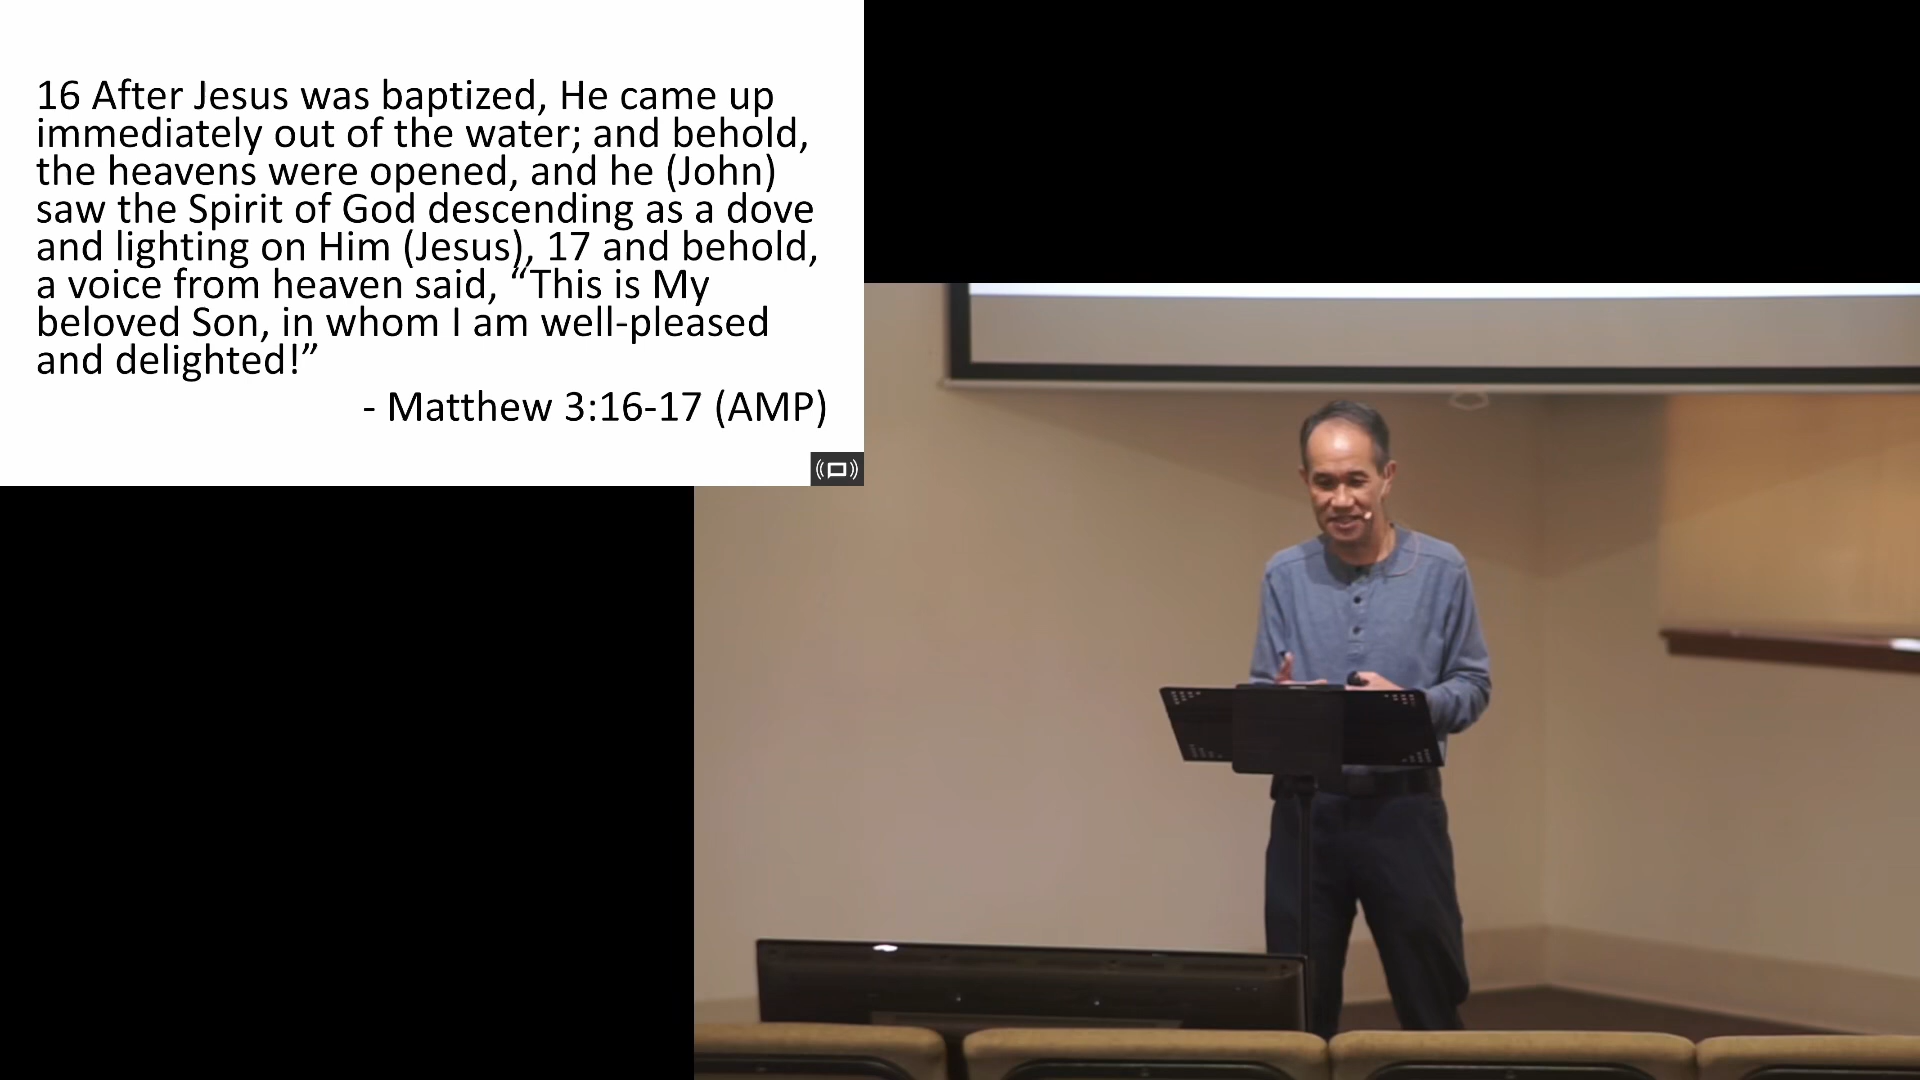 16 After Jesus was baptized, He came up
immediately out of the water; and behold,
the heavens were opened, and he (John)
saw the Spirit of God descending as a dove
and lighting on Him (Jesus), 17 and behold,
a voice from heaven said, “This is My
beloved Son, in whom I am well-pleased
and delighted!”
- Matthew 3:16-17 (AMP)